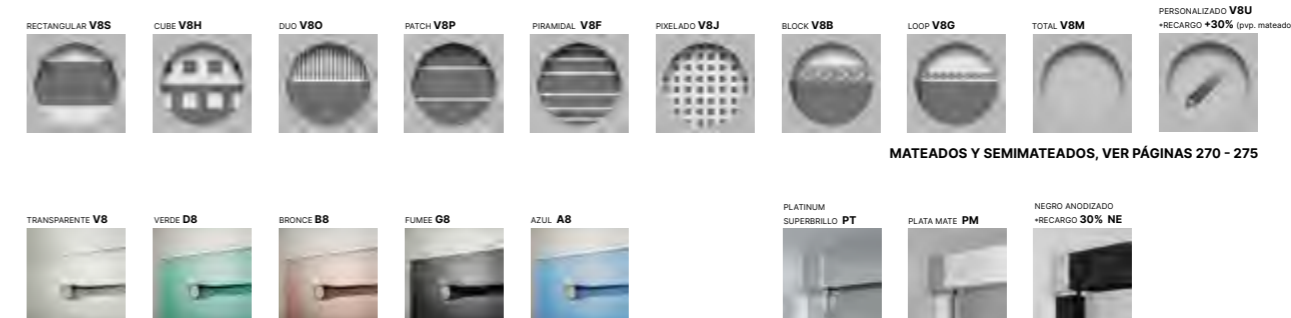 RECTANGULAR V8S
CUBE V8H
DUO V8O
PATCH V8P
PIRAMIDAL V8F
PIXELADO V8J
BLOCK V8B
LOOP V8G
TOTAL V8M
PERSONALIZADO V8U
+RECARGO +30% (pvp. mateado
MATEADOS Y SEMIMATEADOS, VER PÁGINAS 270 - 275
TRANSPARENTE V8
VERDE D8
BRONCE B8
FUMEE G8
AZUL A8
PLATINUM
SUPERBRILLO PT
PLATA MATE PM
NEGRO ANODIZADO
+RECARGO 30% NE